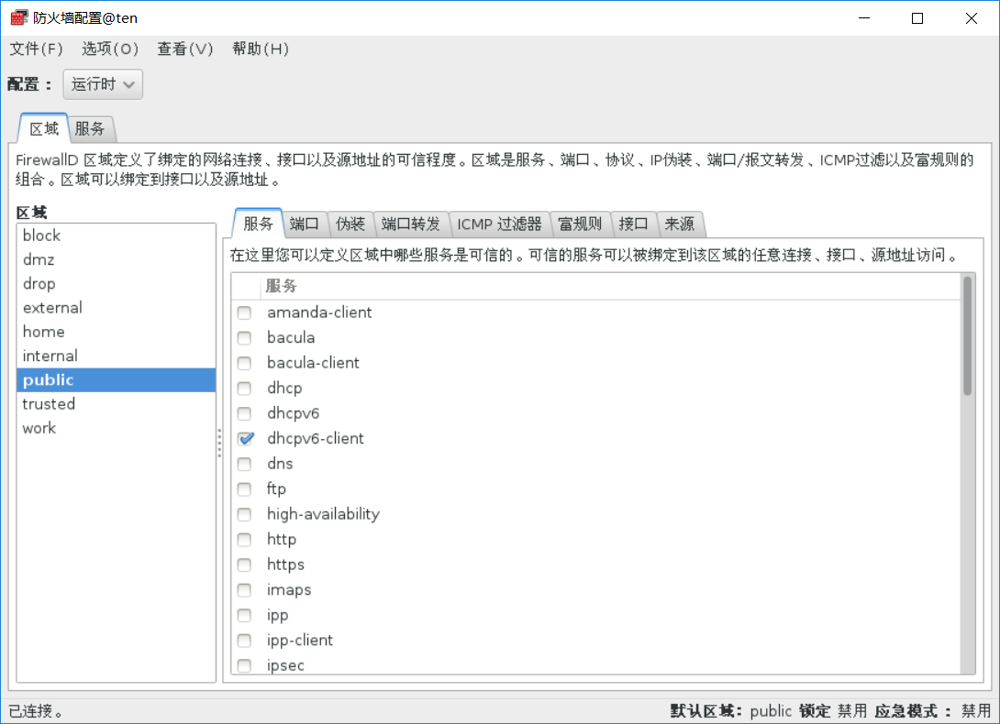 防火墙配置@ten
文件(F) 选项(O) 查看(V) 帮助(H)
配置： 运行时
区域 服务
FirewallD 区域定义了绑定的网络连接、接口以及源地址的可信程度。区域是服务、端口、协议、IP伪装、端口/报文转发、ICMP过滤以及富规则的
组合。区域可以绑定到接口以及源地址。
区域
block
dmz
drop
external
home
internal
public
trusted
work
服务 端口 伪装 端口转发 ICMP 过滤器 富规则 接口 来源
在这里您可以定义区域中哪些服务是可信的。可信的服务可以被绑定到该区域的任意连接、接口、源地址访问。
服务
amanda-client
bacula
bacula-client
dhcp
dhcpv6
dhcpv6-client
dns
ftp
high-availability
http
https
imaps
ipp
ipp-client
ipsec
已连接。
默认区域: public 锁定 禁用 应急模式： 禁用